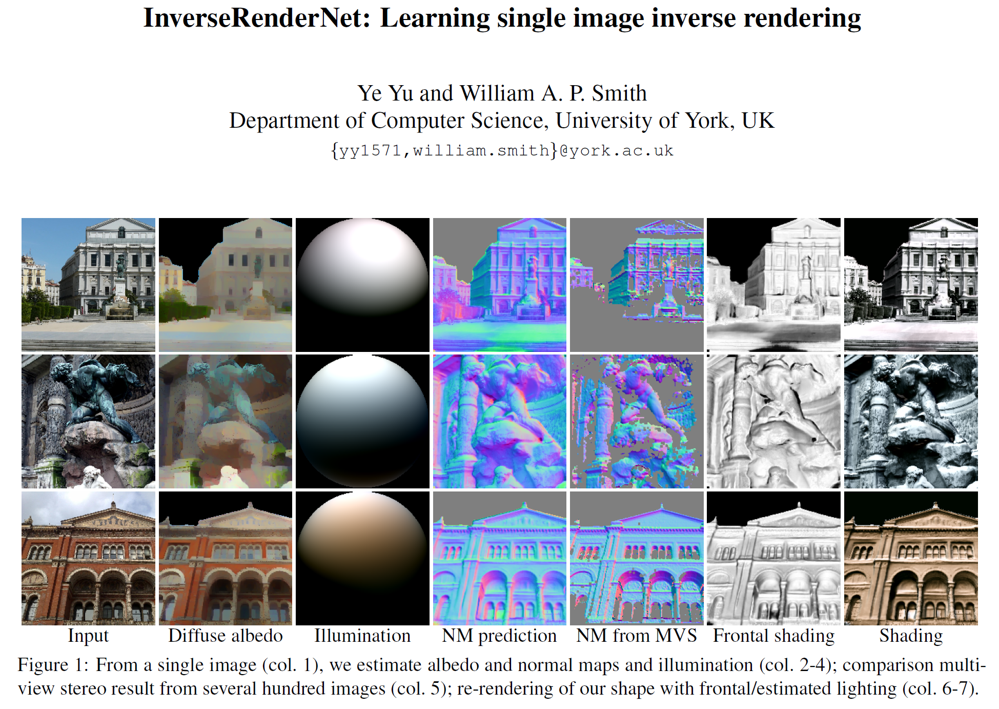 InverseRenderNet: Learning single image inverse rendering
Ye Yu and William A. P. Smith
Department of Computer Science, University of York, UK
{yy1571,william.smith}@york.ac.uk
Input Diffuse albedo Illumination NM prediction NM from MVS Frontal shading Shading
Figure 1: From a single image (col. 1), we estimate albedo and normal maps and illumination (col. 2-4); comparison multi-
view stereo result from several hundred images (col. 5); re-rendering of our shape with frontal/estimated lighting (col. 6-7).